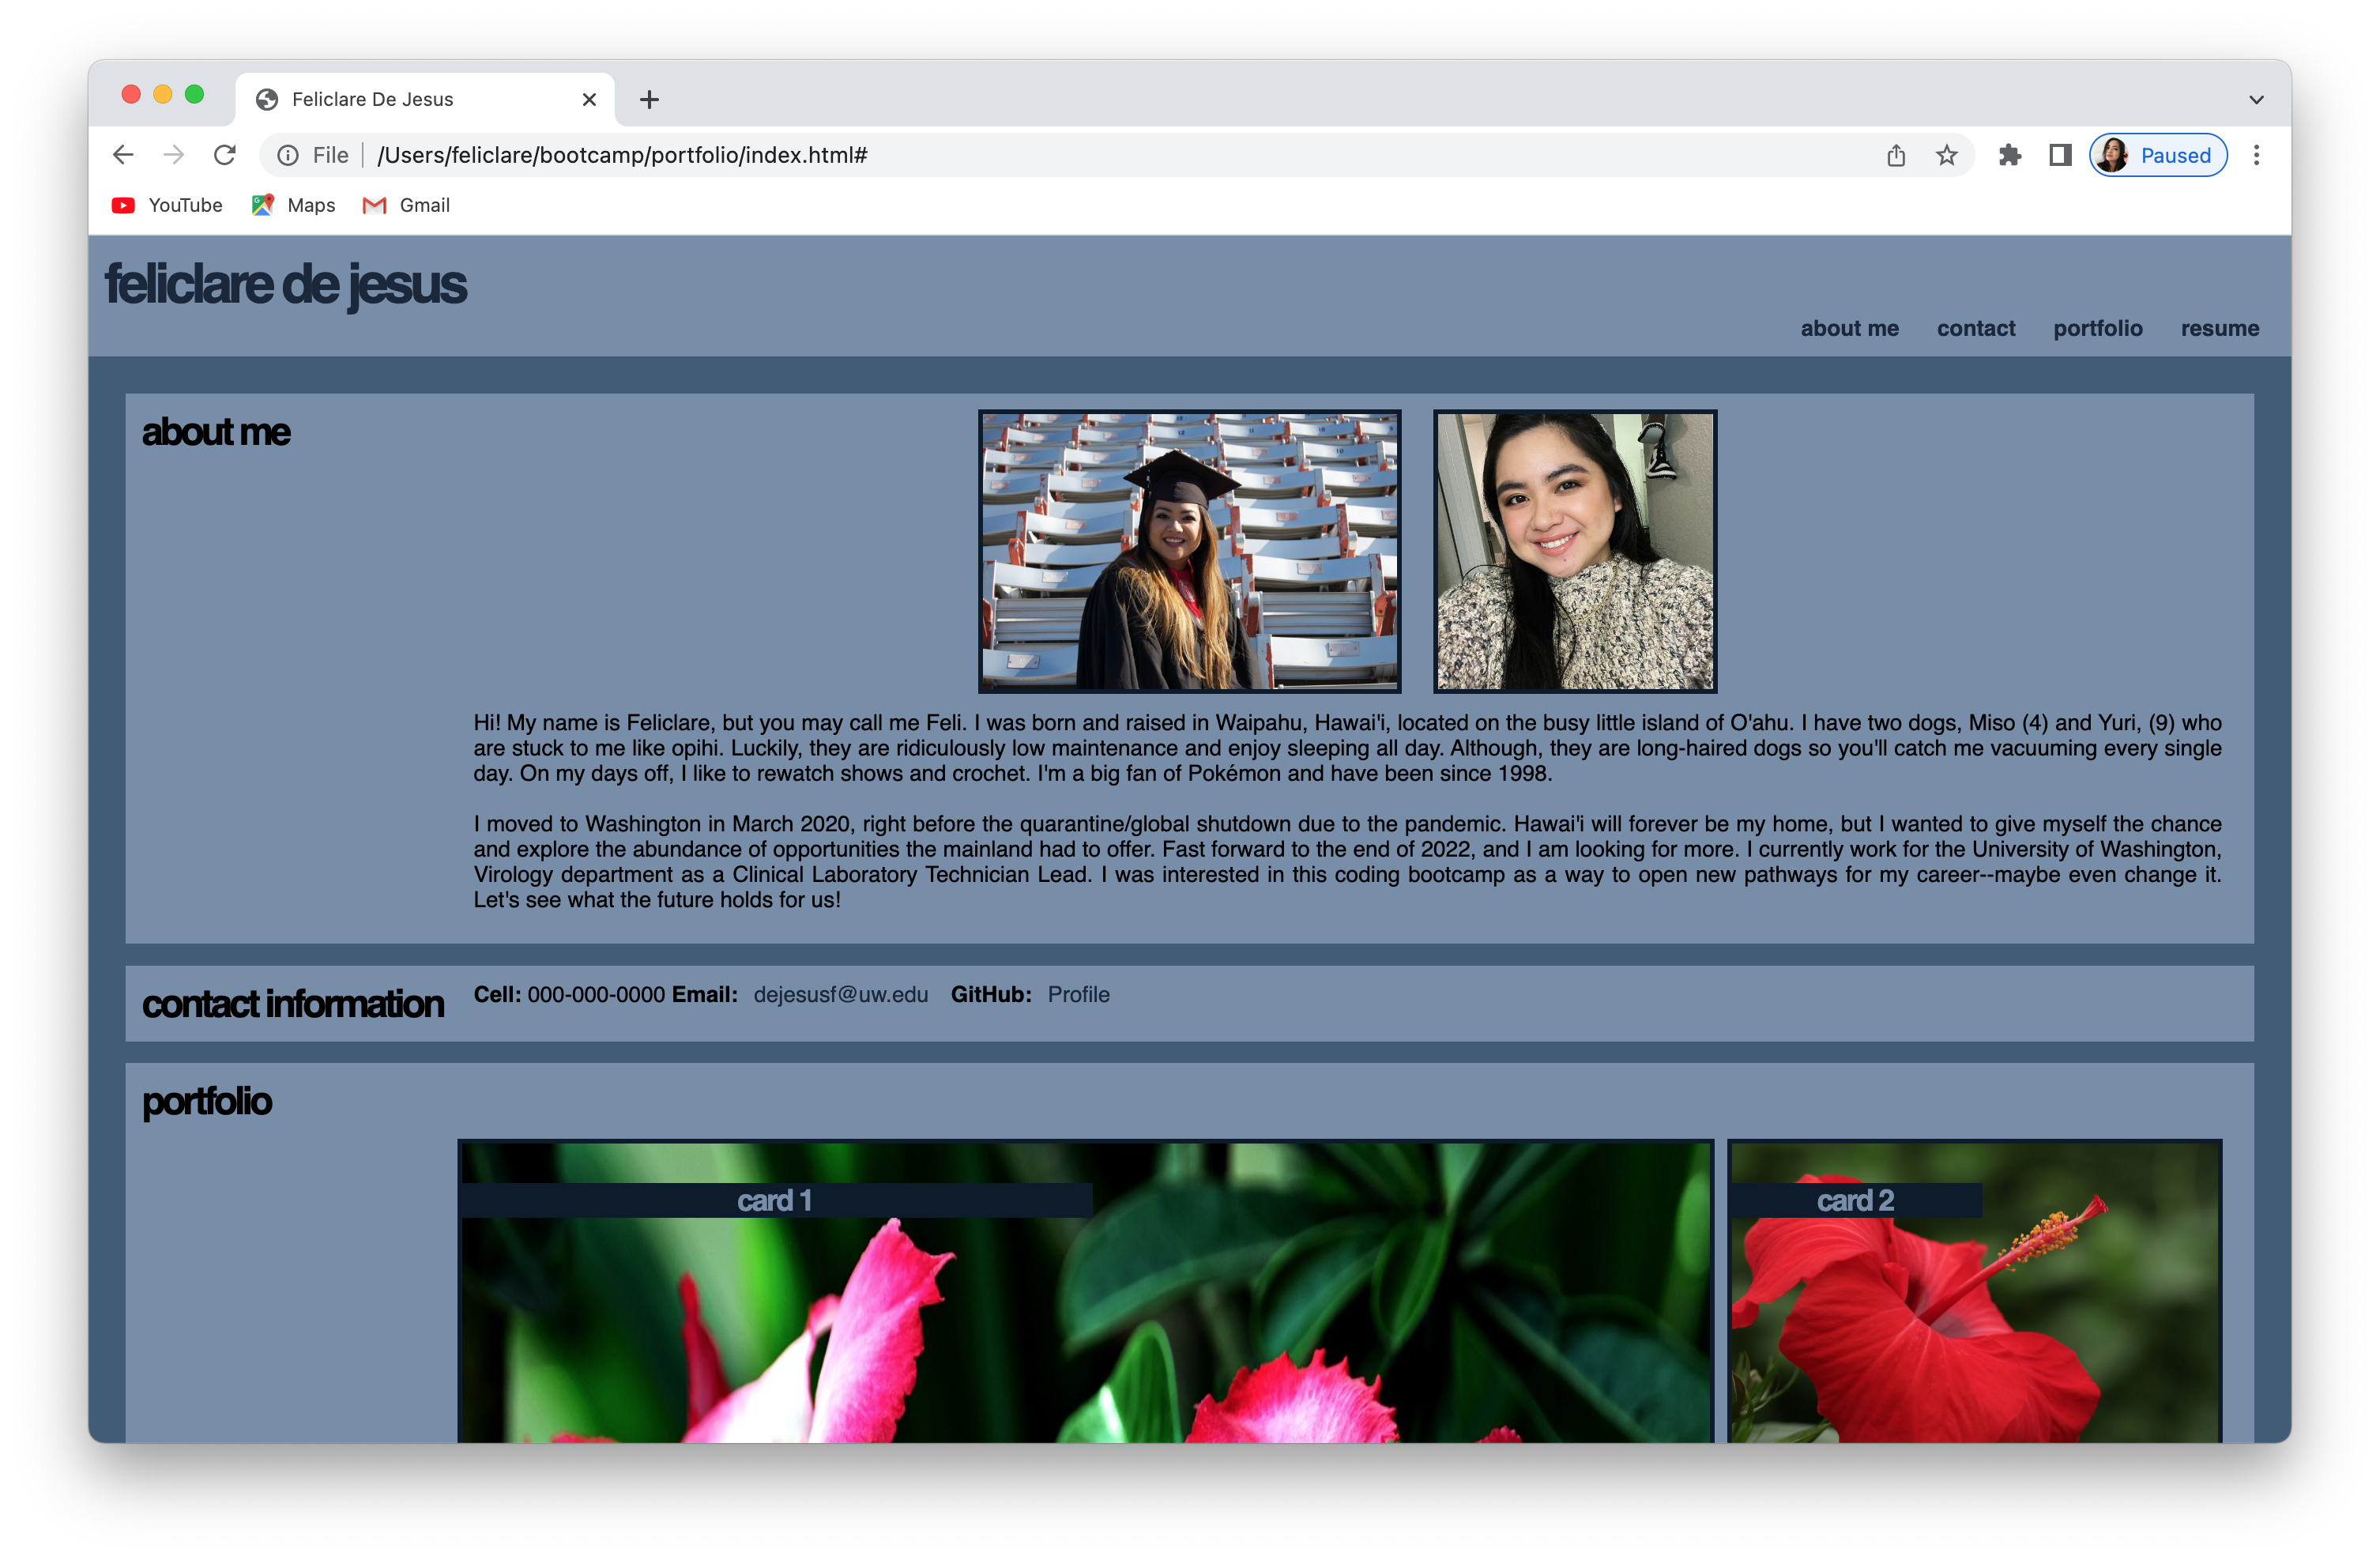 Feliclare De Jesus
File /Users/feliclare/bootcamp/portfolio/index.html#
Paused
YouTube Maps Gmail
feliclare de jesus
about me contact portfolio resume
about me
Hi! My name is Feliclare, but you may call me Feli. I was born and raised in Waipahu, Hawai'i, located on the busy little island of O'ahu. I have two dogs, Miso (4) and Yuri, (9) who
are stuck to me like opihi. Luckily, they are ridiculously low maintenance and enjoy sleeping all day. Although, they are long-haired dogs so you'll catch me vacuuming every single
day. On my days off, I like to rewatch shows and crochet. I'm a big fan of Pokémon and have been since 1998.
I moved to Washington in March 2020, right before the quarantine/global shutdown due to the pandemic. Hawai'i will forever be my home, but I wanted to give myself the chance
and explore the abundance of opportunities the mainland had to offer. Fast forward to the end of 2022, and I am looking for more. I currently work for the University of Washington,
Virology department as a Clinical Laboratory Technician Lead. I was interested in this coding bootcamp as a way to open new pathways for my career--maybe even change it.
Let's see what the future holds for us!
contact information
Cell: 000-000-0000 Email: dejesusf@uw.edu GitHub: Profile
portfolio
card 1
card 2